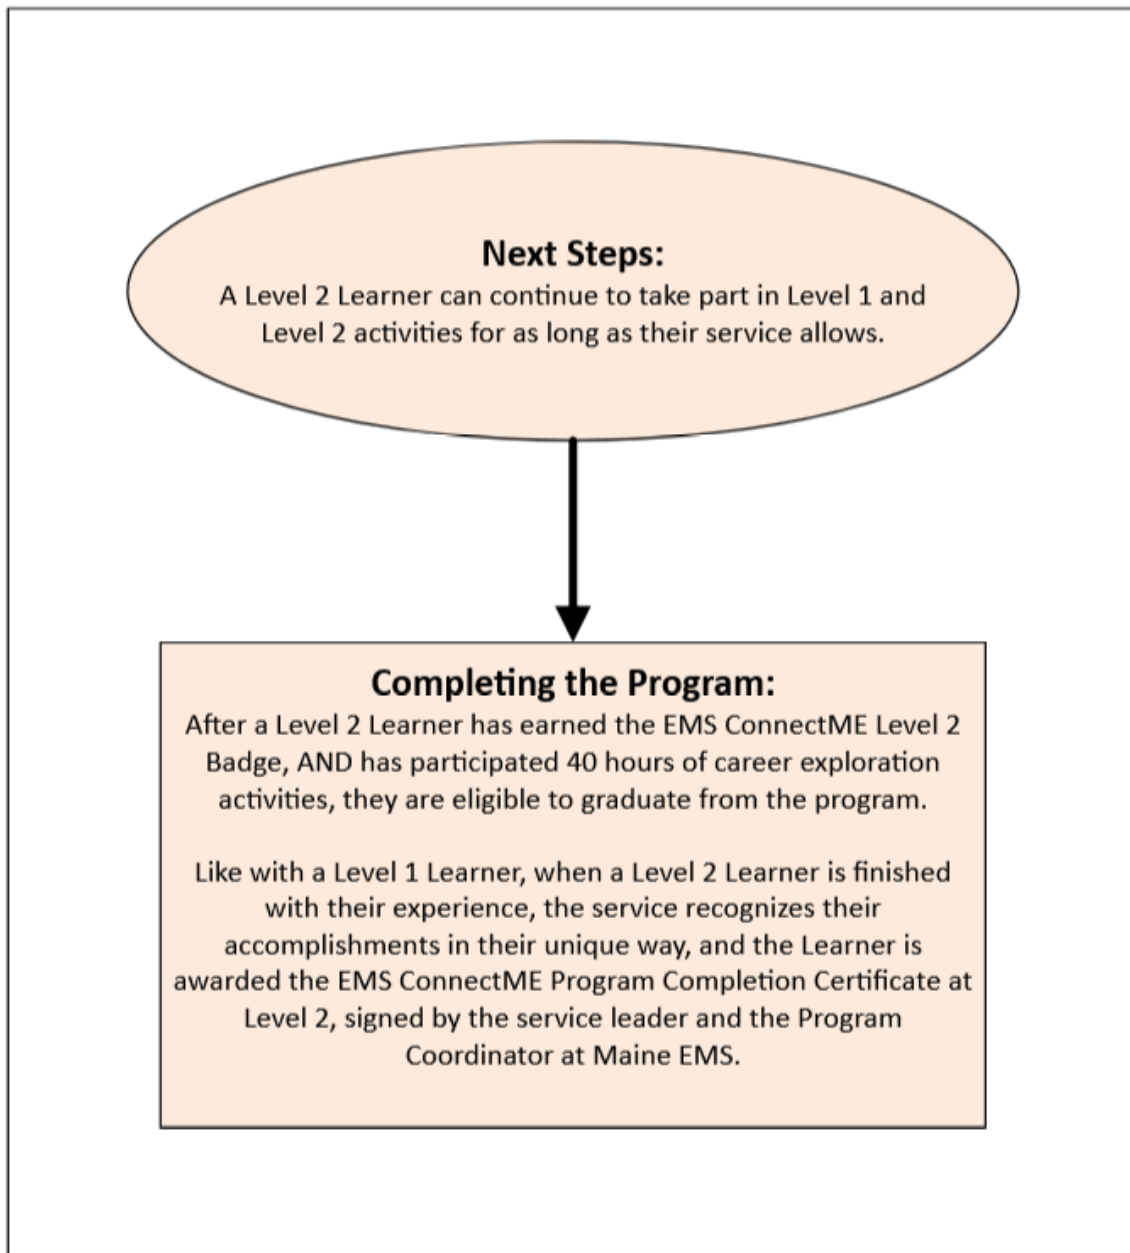 Next Steps:
A Level 2 Learner can continue to take part in Level 1 and
Level 2 activities for as long as their service allows.
Completing the Program:
After a Level 2 Learner has earned the EMS ConnectME Level 2
Badge, AND has participated 40 hours of career exploration
activities, they are eligible to graduate from the program.
Like with a Level 1 Learner, when a Level 2 Learner is finished
with their experience, the service recognizes their
accomplishments in their unique way, and the Learner is
awarded the EMS ConnectME Program Completion Certificate at
Level 2, signed by the service leader and the Program
Coordinator at Maine EMS.